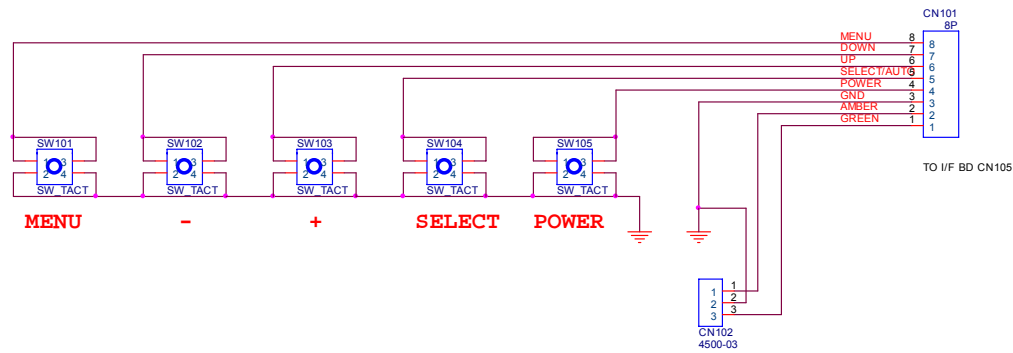 CN101
8P
MENU 8 8
DOWN 7 7
UP 6 6
SELECT/AUTO 5 5
POWER 4 4
GND 3 3
AMBER 2 2
GREEN 1 1
TO I/F BD CN105
SW101 SW102 SW103 SW104 SW105
1 3 1 3 1 3 1 3 1 3
2 4 2 4 2 4 2 4 2 4
SW_TACT SW_TACT SW_TACT SW_TACT SW_TACT
MENU - + SELECT POWER
1 1
2 2
3 3
CN102
4500-03